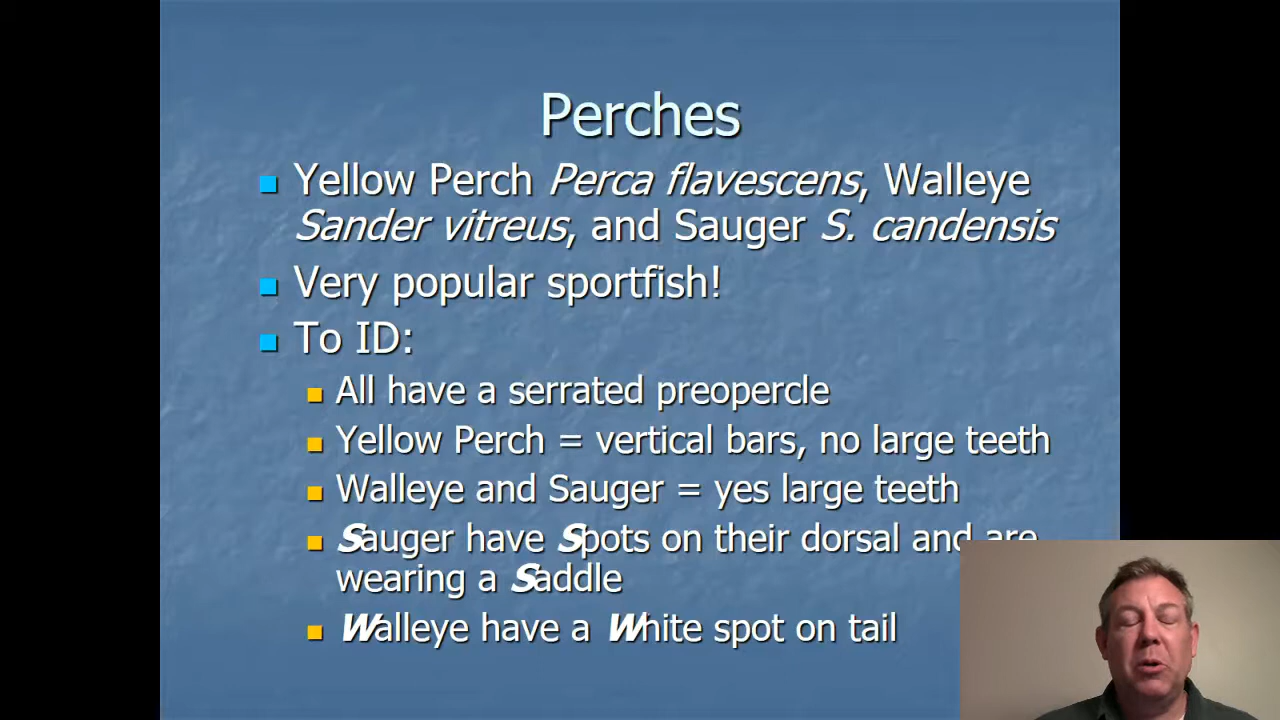 Perches
Yellow Perch Perca flavescens, Walleye
Sander vitreus, and Sauger S. candensis
Very popular sportfish!
To ID:
All have a serrated preopercle
Yellow Perch = vertical bars, no large teeth
Walleye and Sauger = yes large teeth
Sauger have Spots on their dorsal and are
wearing a Saddle
Walleye have a White spot on tail